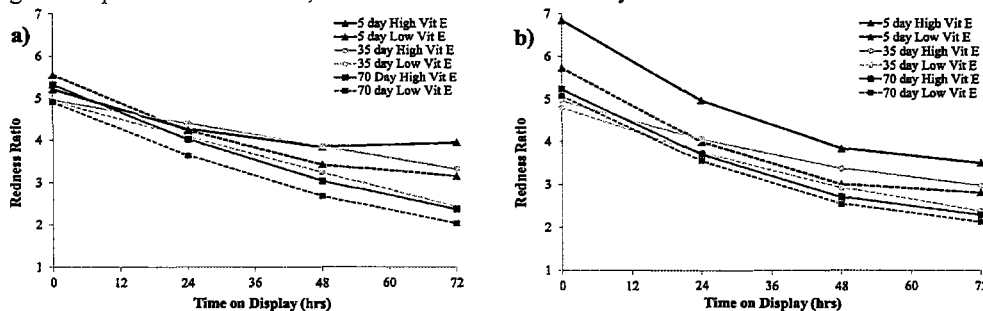 a)
Redness Ratio
7
6
5
4
3
2
1
0
12
24
36
48
60
72
Time on Display (hrs)
5 day High Vit E
5 day Low Vit E
35 day High Vit E
35 day Low Vit E
70 Day High Vit E
70 day Low Vit E
b)
Redness Ratio
7
6
5
4
3
2
1
0
12
24
36
48
60
72
Time on Display (hrs)
5 day High Vit E
5 day Low Vit E
35 day High Vit E
35 day Low Vit E
70 day High Vit E
70 day Low Vit E